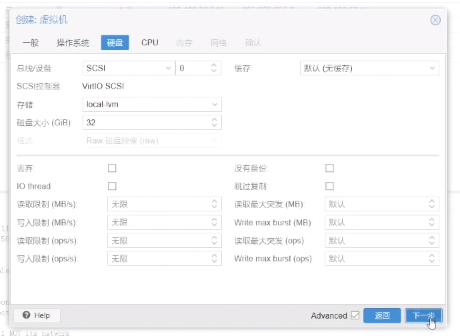 创建: 虚拟机
一般 操作系统 硬盘 CPU 内存 网络 确认
总线/设备 SCSI 0 缓存 默认 (无缓存)
SCSI控制器 VirtIO SCSI
存储 local-lvm
磁盘大小 (GiB) 32
格式 Raw 磁盘映像 (raw)
丢弃 没有备份
IO thread 跳过复制
读取限制 (MB/s): 无限 读取最大突发 (MB): 默认
写入限制 (MB/s): 无限 Write max burst (MB) 默认
读取限制 (ops/s): 无限 读取最大突发 (ops) 默认
写入限制 (ops/s): 无限 Write max burst (ops) 默认
Help Advanced 返回 下一步